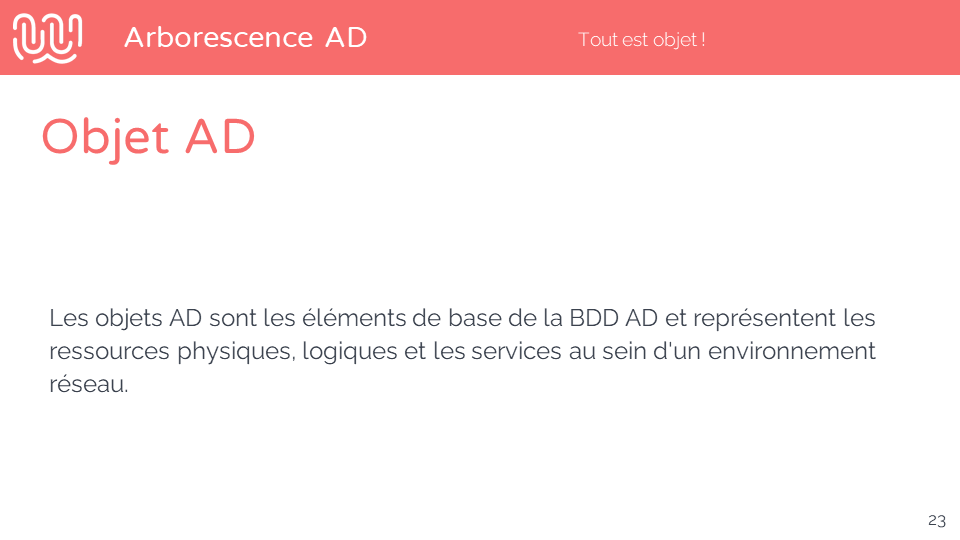 Arborescence AD
Tout est objet !
Objet AD
Les objets AD sont les éléments de base de la BDD AD et représentent les
ressources physiques, logiques et les services au sein d'un environnement
réseau.
23